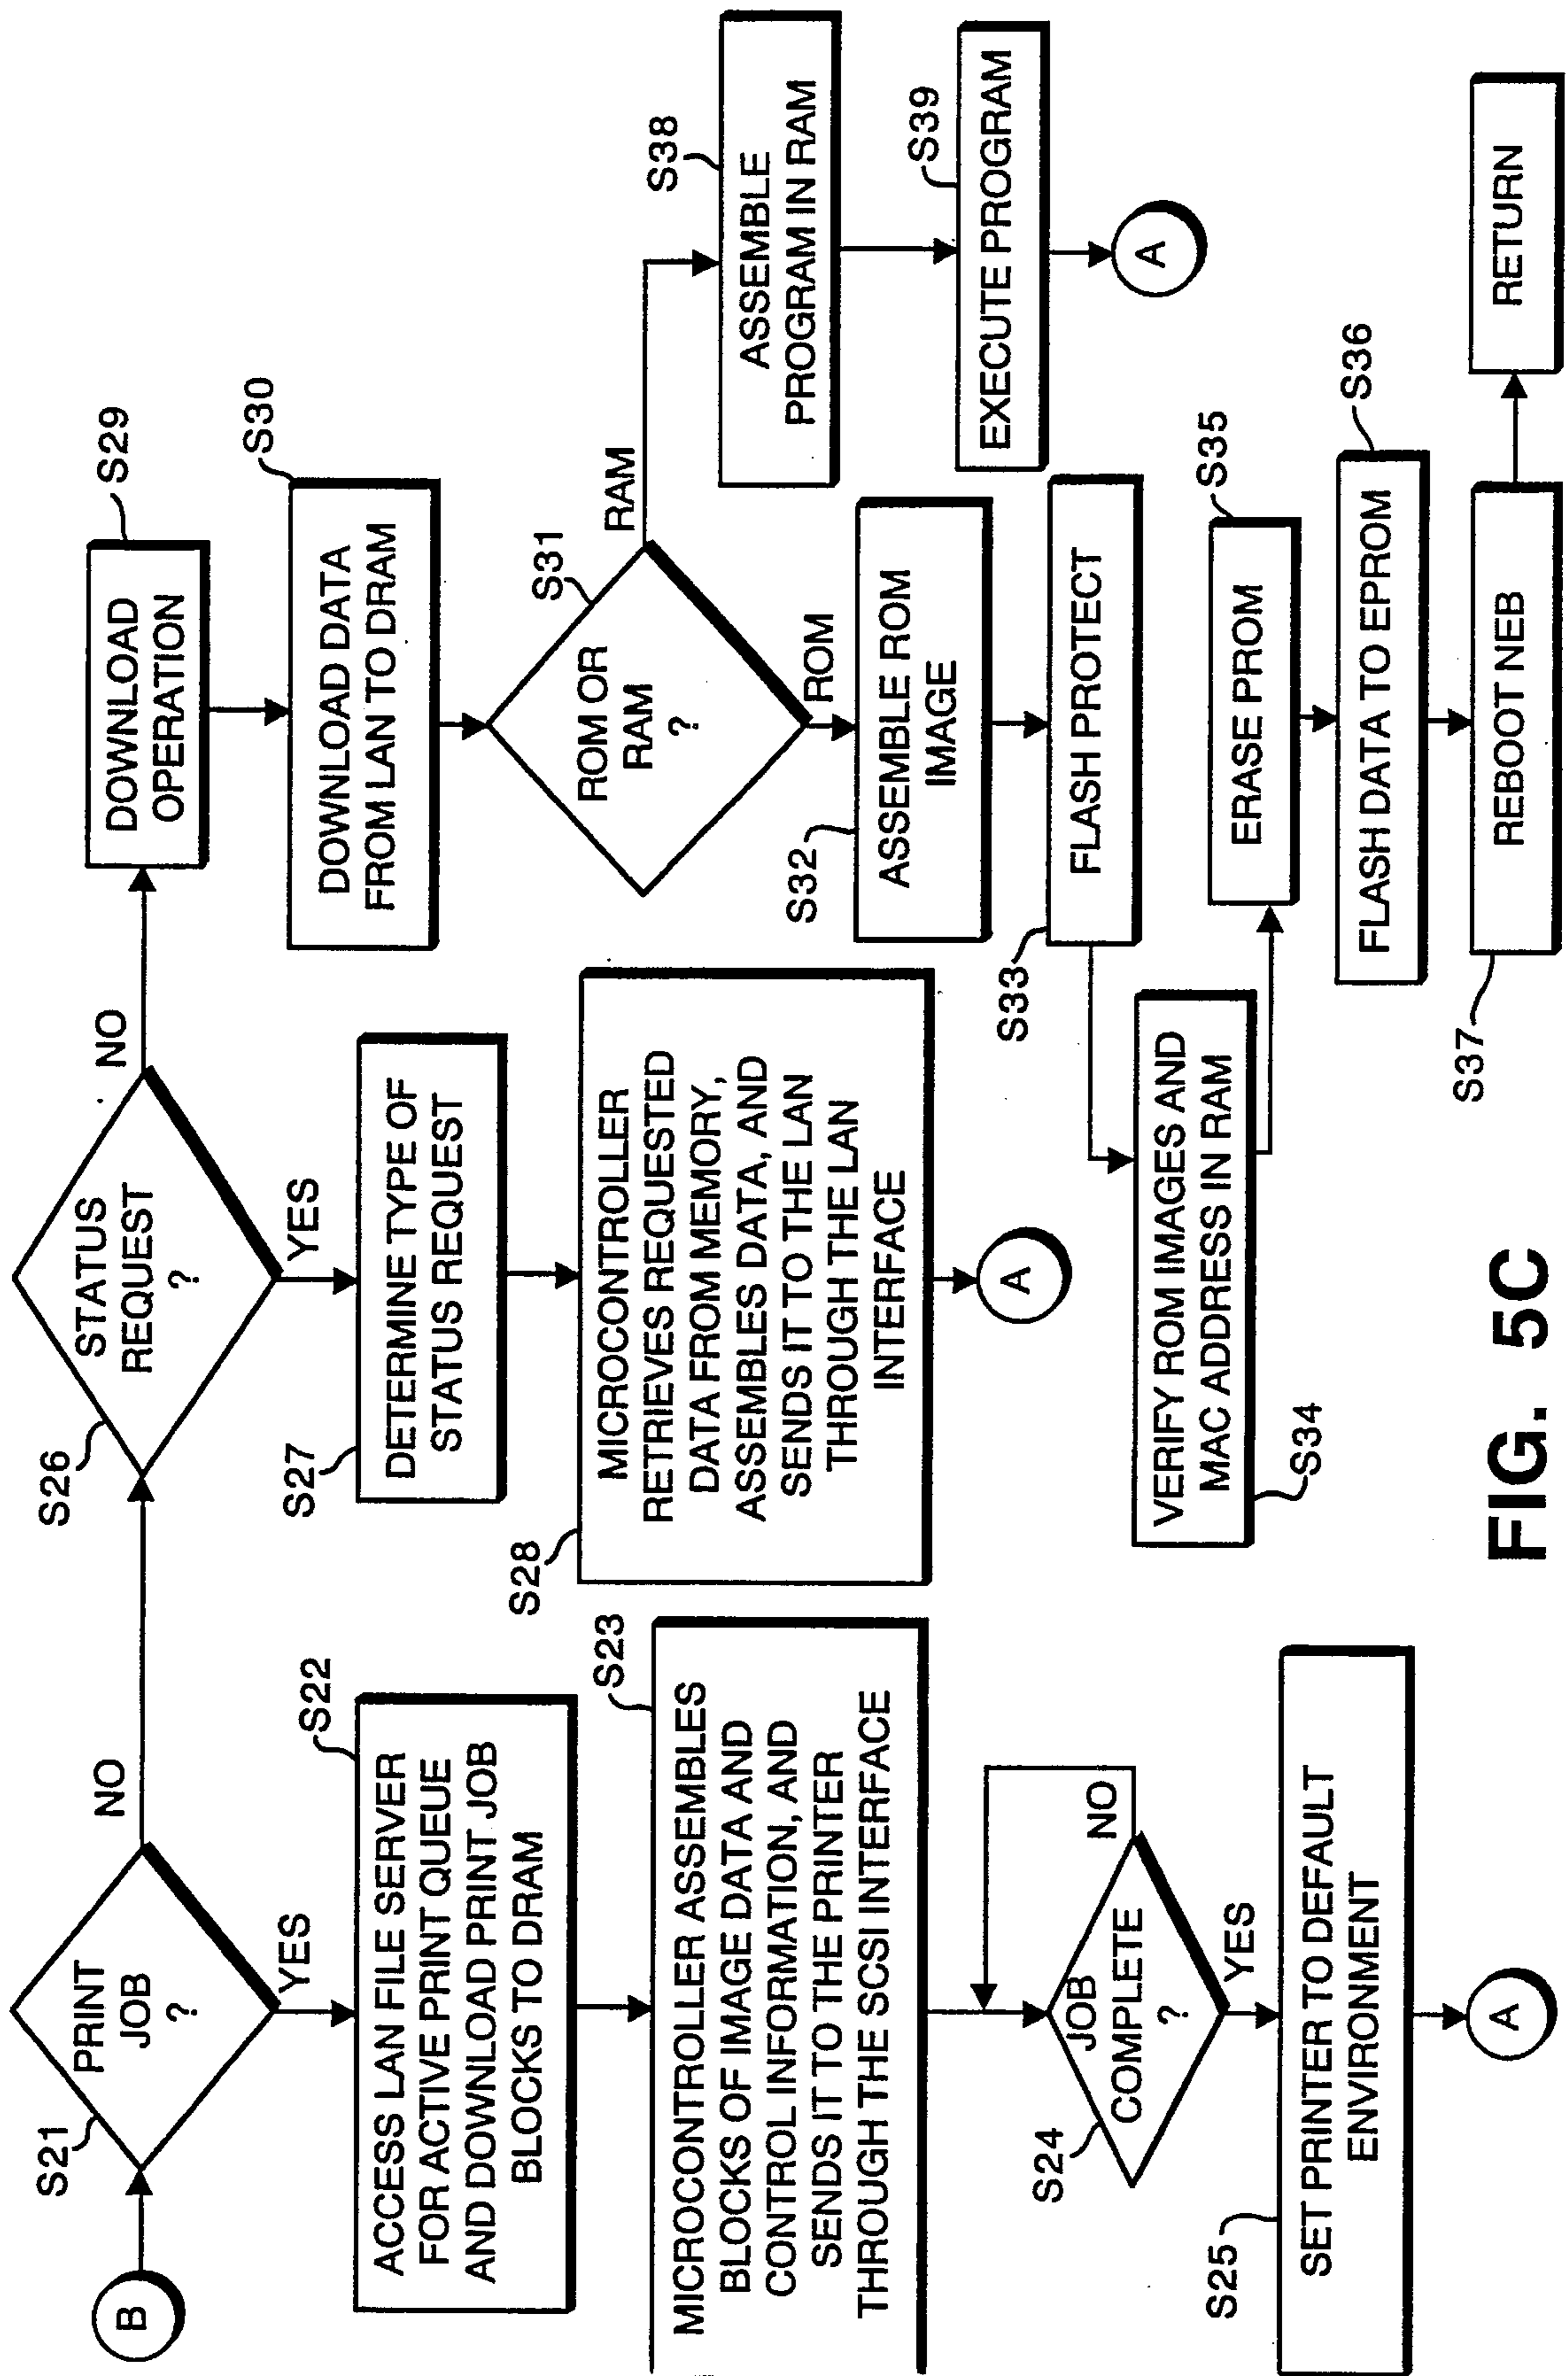 B
S21
PRINT
JOB
?
NO
YES
S22
ACCESS LAN FILE SERVER
FOR ACTIVE PRINT QUEUE
AND DOWNLOAD PRINT JOB
BLOCKS TO DRAM
S23
MICROCONTROLLER ASSEMBLES
BLOCKS OF IMAGE DATA AND
CONTROL INFORMATION, AND
SENDS IT TO THE PRINTER
THROUGH THE SCSI INTERFACE
S24
JOB
COMPLETE
?
NO
YES
S25
SET PRINTER TO DEFAULT
ENVIRONMENT
A
S26
STATUS
REQUEST
?
NO
YES
S27
DETERMINE TYPE OF
STATUS REQUEST
S28
MICROCONTROLLER
RETRIEVES REQUESTED
DATA FROM MEMORY,
ASSEMBLES DATA, AND
SENDS IT TO THE LAN
THROUGH THE LAN
INTERFACE
A
S29
DOWNLOAD
OPERATION
S30
DOWNLOAD DATA
FROM LAN TO DRAM
S31
ROM OR
RAM
?
RAM
ROM
S32
ASSEMBLE ROM
IMAGE
S33
FLASH PROTECT
S34
VERIFY ROM IMAGES AND
MAC ADDRESS IN RAM
S35
ERASE PROM
S36
FLASH DATA TO EPROM
S37
REBOOT NEB
RETURN
S38
ASSEMBLE
PROGRAM IN RAM
S39
EXECUTE PROGRAM
A
FIG. 5C